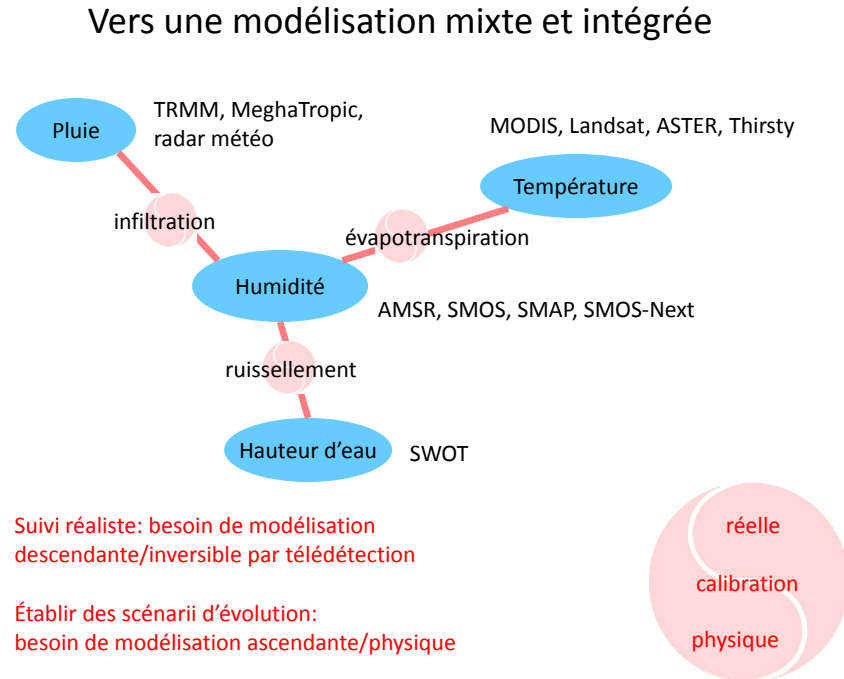 Vers une modélisation mixte et intégrée
Pluie
TRMM, MeghaTropic,
radar météo
MODIS, Landsat, ASTER, Thirsty
Température
infiltration
évapotranspiration
Humidité
AMSR, SMOS, SMAP, SMOS-Next
ruissellement
Hauteur d’eau
SWOT
Suivi réaliste: besoin de modélisation
descendante/inversible par télédétection
Établir des scénarii d’évolution:
besoin de modélisation ascendante/physique
réelle
calibration
physique